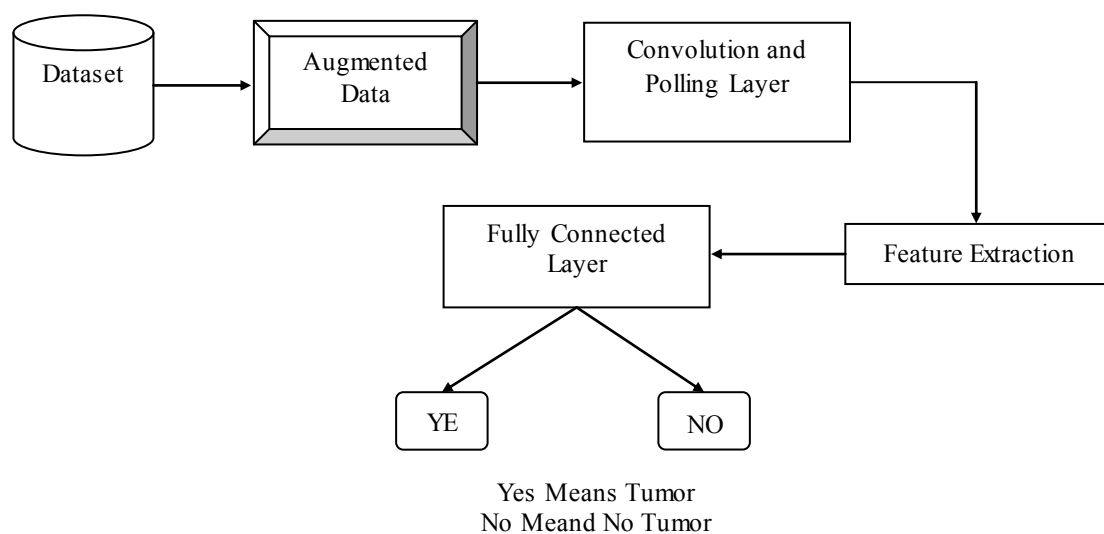 Dataset
Augmented
Data
Convolution and
Polling Layer
Fully Connected
Layer
Feature Extraction
YE
NO
Yes Means Tumor
No Meand No Tumor